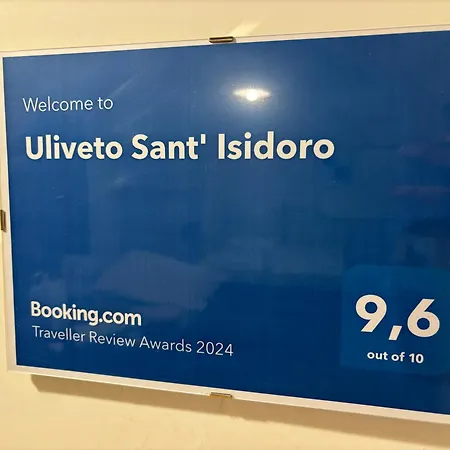 Welcome to
Uliveto Sant' Isidoro
Booking.com
Traveller Review Awards 2024
9,6
out of 10